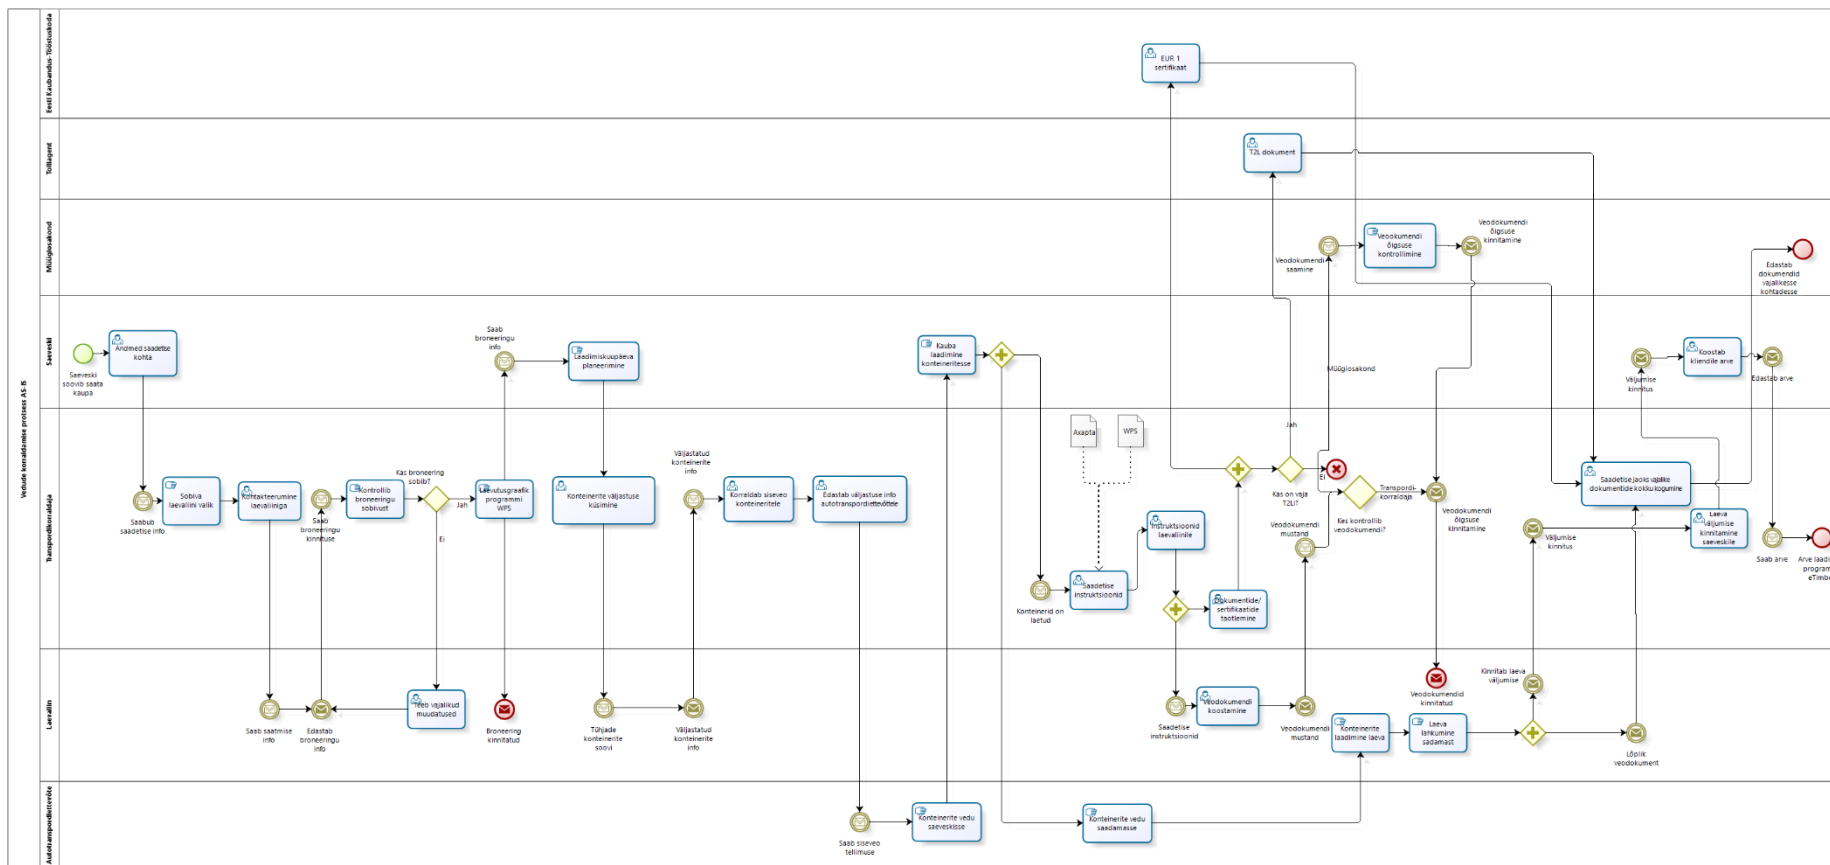 Vedude korraldamise protsess AS-IS
Eesti Kaubandus- Tööstuskoda
EUR 1
sertifikaat
Tolliagent
T2L dokument
Müügiosakond
Veodokumendi
saamine
Veookumendi
õigsuse
kontrollimine
Veodokumendi
õigsuse
kinnitamine
Edastab
dokumendid
vajalikesse
kohtadesse
Saeveski
Saeveski
soovib saata
kaupa
Andmed saadetise
kohta
Saab
broneeringu
info
Laadimiskuupäeva
planeerimine
Kauba
laadimine
konteineritesse
Müügiosakond
Väljumise
kinnitus
Koostab
kliendile arve
Edastab arve
Transpordikorraldaja
Saabub
saadetise info
Sobiva
laevaliini valik
Kontakteerumine
laevaliiniga
Saab
broneeringu
kinnituse
Kontrollib
broneeringu
sobivust
Kas broneering
sobib?
Jah
Ei
Laevutusgraafik
programmi
WPS
Konteinerite väljastuse
küsimine
Väljastatud
konteinerite
info
Korraldab siseveo
konteineritele
Edastab väljastuse info
autotranspordiettevõttele
Konteinerid on
laetud
Axapta
WPS
Saadetise
instruktsioonid
Instruktsioonid
laevaliinile
Dokumentide/
sertifikaatide
taotlemine
Jah
Kas on vaja
T2Li?
Ei
Veodokumendi
mustand
Kes kontrollib
veodokumendi?
Transpordi-
korraldaja
Veodokumendi
õigsuse
kinnitamine
Väljumise
kinnitus
Saadetise jaoks vajalike
dokumentide kokku kogumine
Laeva
väljumise
kinnitamine
saeveskile
Saab arve
Laevaliin
Saab saatmise
info
Edastab
broneeringu
info
Teeb vajalikud
muudatused
Broneering
kinnitatud
Tühjade
konteinerite
soovi
Väljastatud
konteinerite
info
Saadetise
instruktsioonid
Veodokumendi
koostamine
Veodokumendi
mustand
Konteinerite
laadimine laeva
Veodokumendid
kinnitatud
Laeva
lahkumine
sadamast
Kinnitab laeva
väljumise
Lõplik
veodokument
Autotranspordiettevõte
Saab siseveo
tellimuse
Konteinerite vedu
saeveskisse
Konteinerite vedu
saadamasse